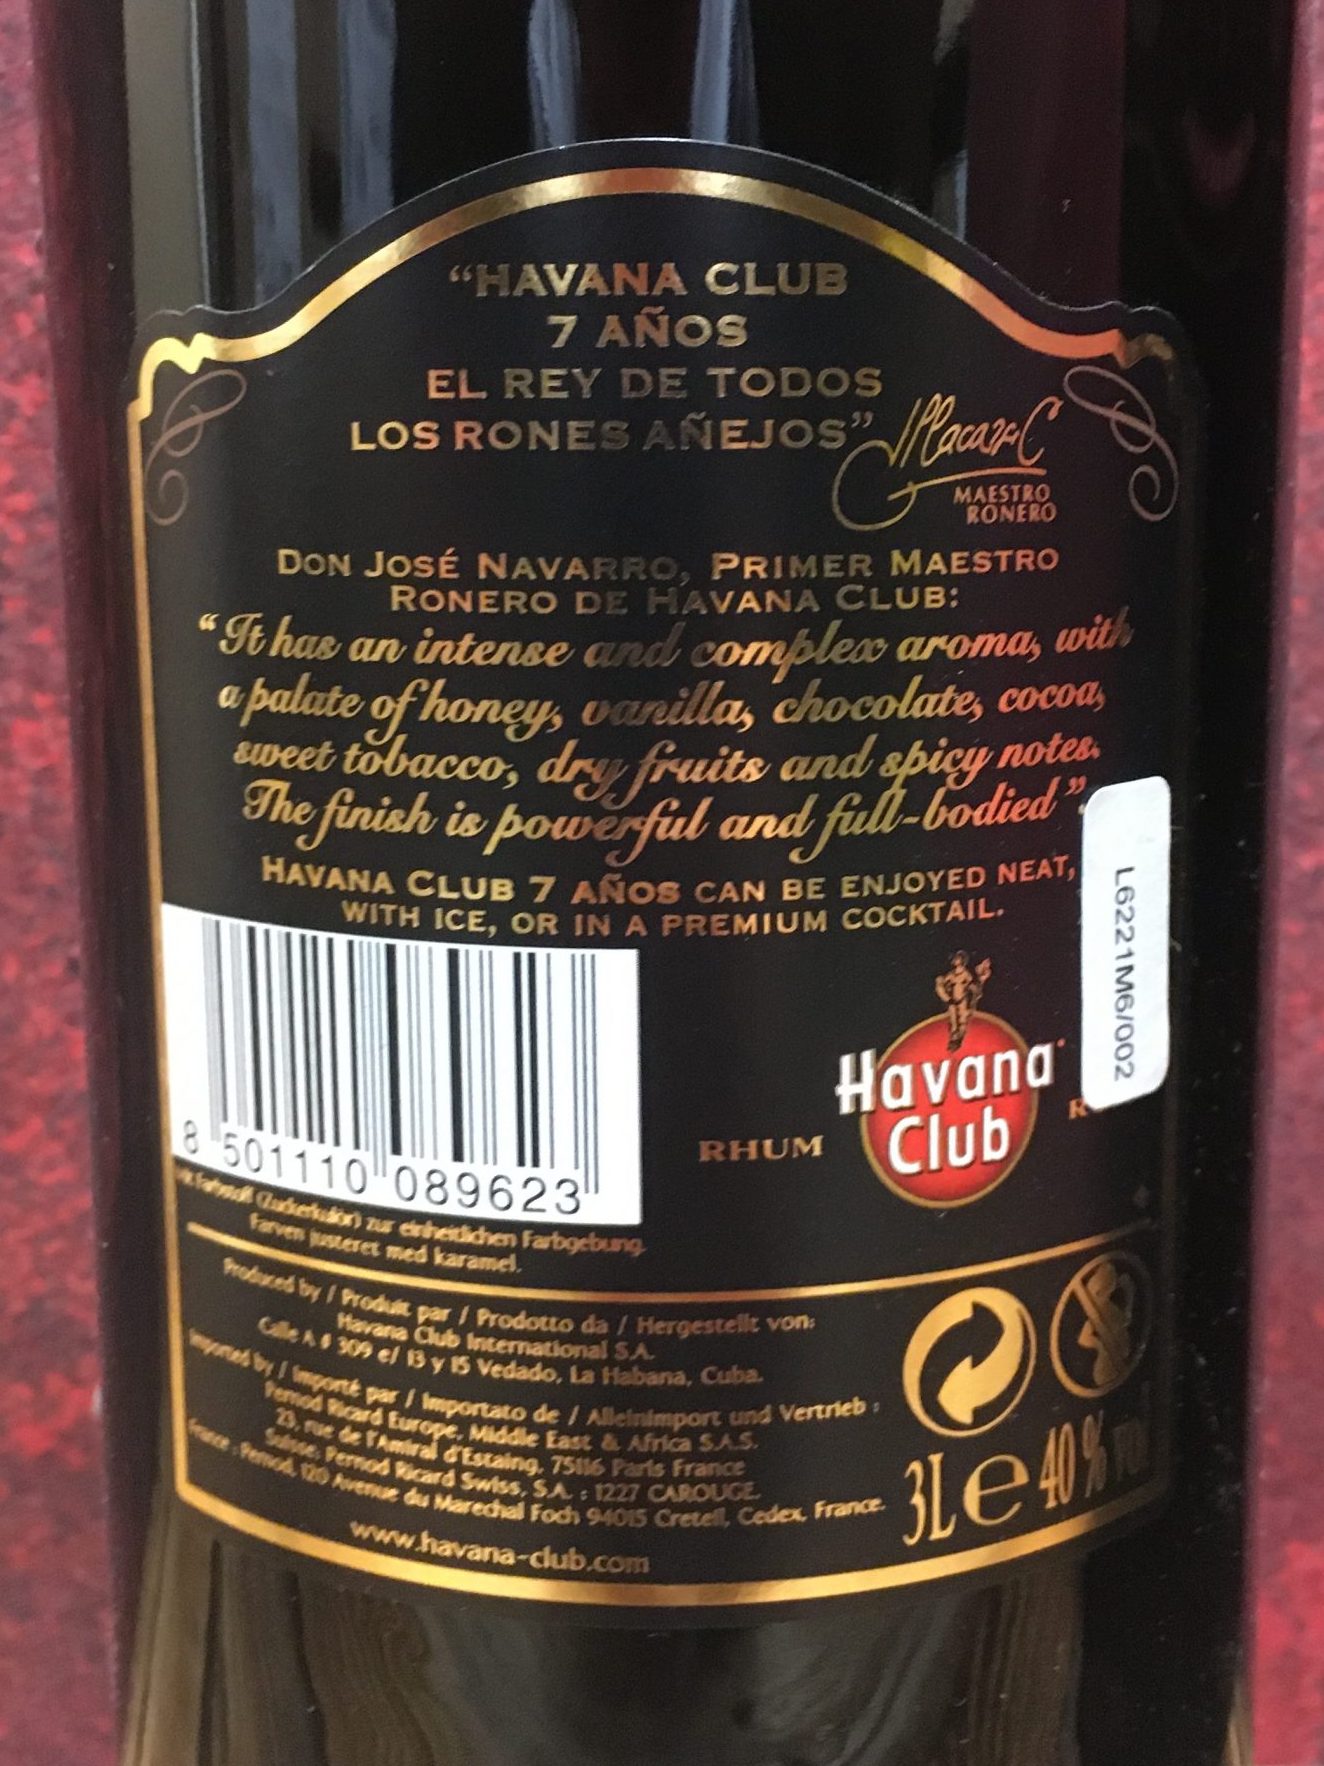 “HAVANA CLUB
7 AÑOS
EL REY DE TODOS
LOS RONES AÑEJOS”
MAESTRO
RONERO
DON JOSÉ NAVARRO, PRIMER MAESTRO
RONERO DE HAVANA CLUB:
“It has an intense and complex aroma, with
a palate of honey, vanilla, chocolate, cocoa,
sweet tobacco, dry fruits and spicy notes.
The finish is powerful and full-bodied”.
HAVANA CLUB 7 AÑOS CAN BE ENJOYED NEAT,
WITH ICE, OR IN A PREMIUM COCKTAIL.
L6221M6/002
8 501110 089623
RHUM
Havana
Club
Farbstoff (Zuckerkulör) zur einheitlichen Farbgebung.
Farven justeret med karamel.
Produced by / Produit par / Prodotto da / Hergestellt von:
Havana Club International S.A.
Calle A # 309 e/ 13 y 15 Vedado, La Habana, Cuba.
Imported by / Importé par / Importato de / Alleinimport und Vertrieb :
Pernod Ricard Europe, Middle East & Africa S.A.S.
23, rue de l'Amiral d'Estaing, 75116 Paris France
Suisse: Pernod Ricard Swiss, S.A. : 1227 CAROUGE.
France : Pernod, 120 Avenue du Marechal Foch 94015 Creteil, Cedex, France.
www.havana-club.com
3L e 40 % vol